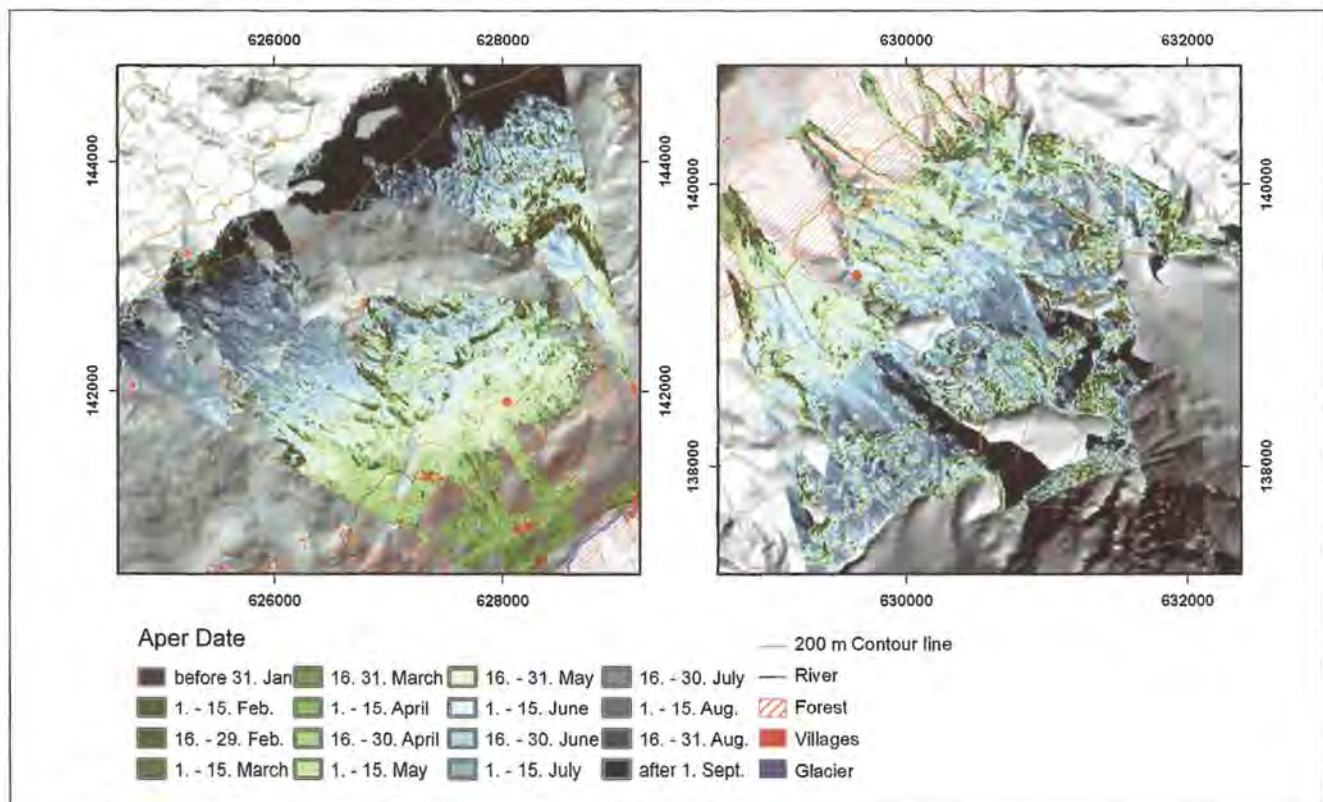 626000 628000 630000 632000
144000 144000 140000 140000
142000 142000 138000 138000
626000 628000 630000 632000
Aper Date
before 31. Jan
1. - 15. Feb.
16. - 29. Feb.
1. - 15. March
16. 31. March
1. - 15. April
16. - 30. April
1. - 15. May
16. - 31. May
1. - 15. June
16. - 30. June
1. - 15. July
16. - 30. July
1. - 15. Aug.
16. - 31. Aug.
after 1. Sept.
200 m Contour line
River
Forest
Villages
Glacier